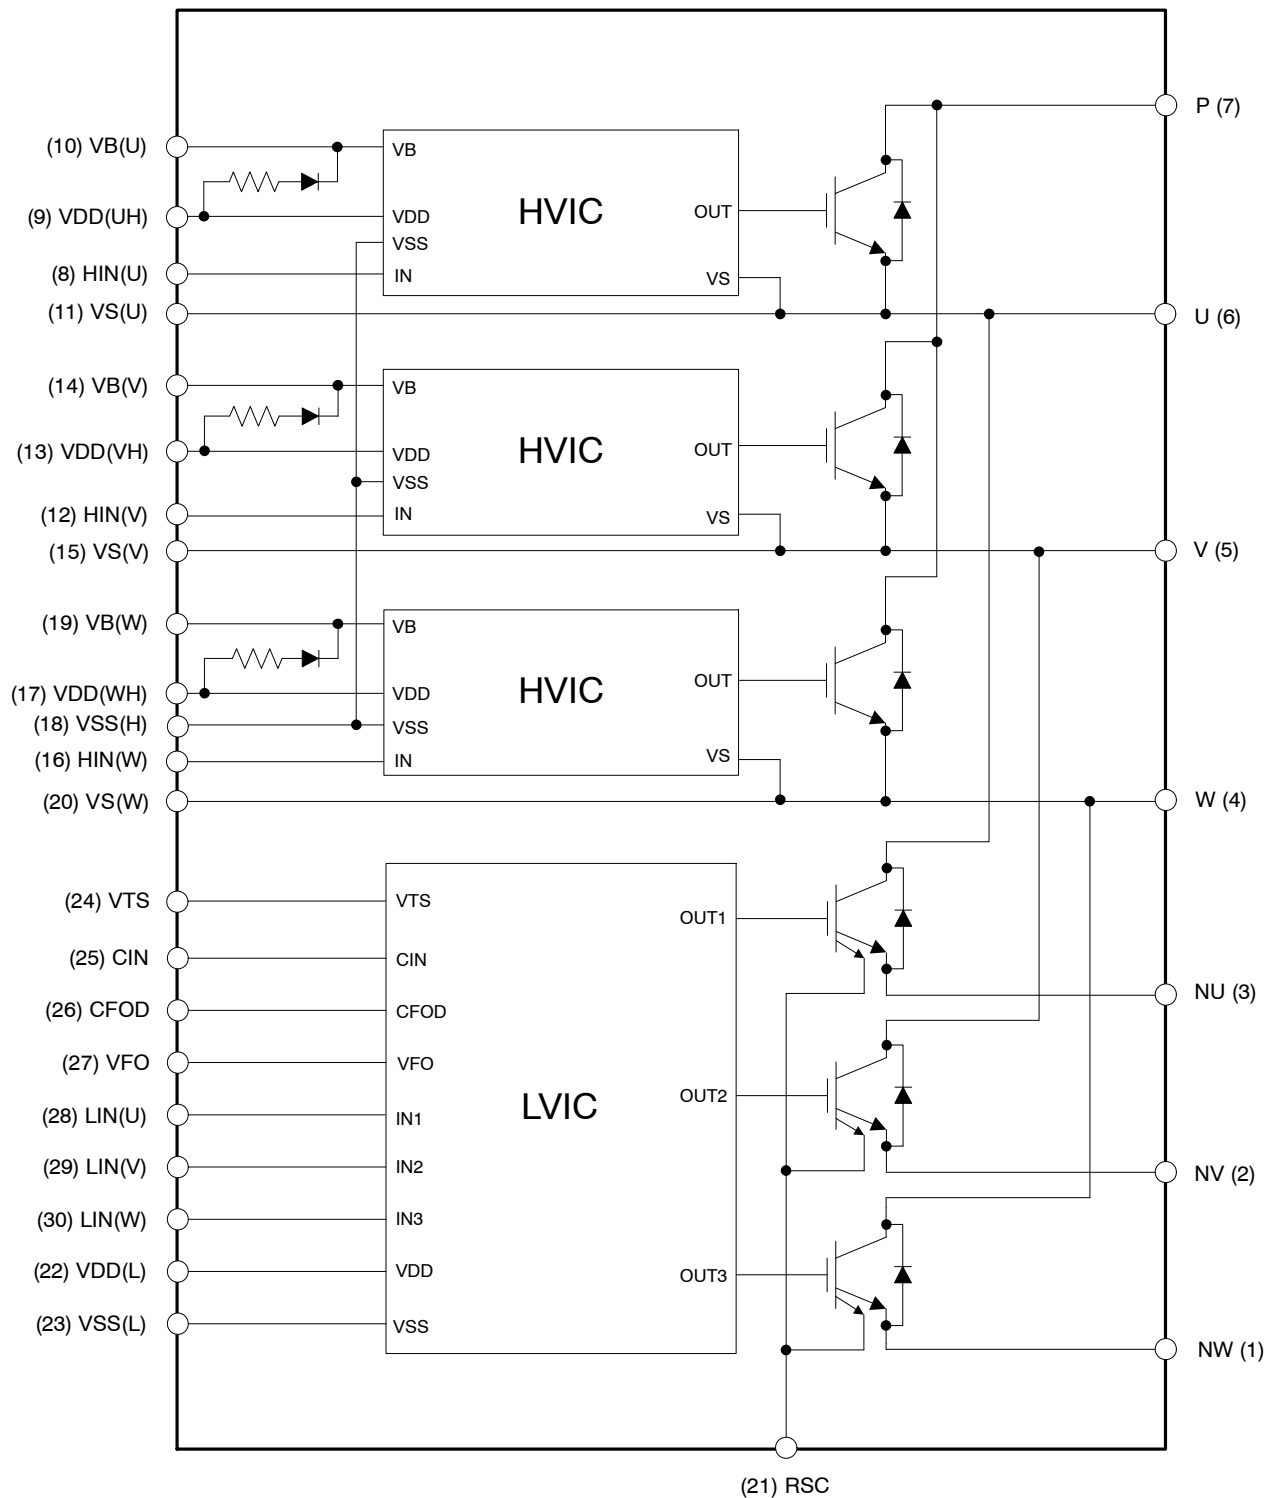 P (7)
(10) VB(U)
VB
(9) VDD(UH)
VDD
HVIC
OUT
VSS
(8) HIN(U)
IN
VS
(11) VS(U)
U (6)
(14) VB(V)
VB
(13) VDD(VH)
VDD
HVIC
OUT
VSS
(12) HIN(V)
IN
VS
(15) VS(V)
V (5)
(19) VB(W)
VB
(17) VDD(WH)
VDD
HVIC
OUT
(18) VSS(H)
VSS
(16) HIN(W)
IN
VS
(20) VS(W)
W (4)
(24) VTS
VTS
OUT1
(25) CIN
CIN
NU (3)
(26) CFOD
CFOD
(27) VFO
VFO
LVIC
OUT2
(28) LIN(U)
IN1
(29) LIN(V)
IN2
NV (2)
(30) LIN(W)
IN3
(22) VDD(L)
VDD
OUT3
(23) VSS(L)
VSS
NW (1)
(21) RSC